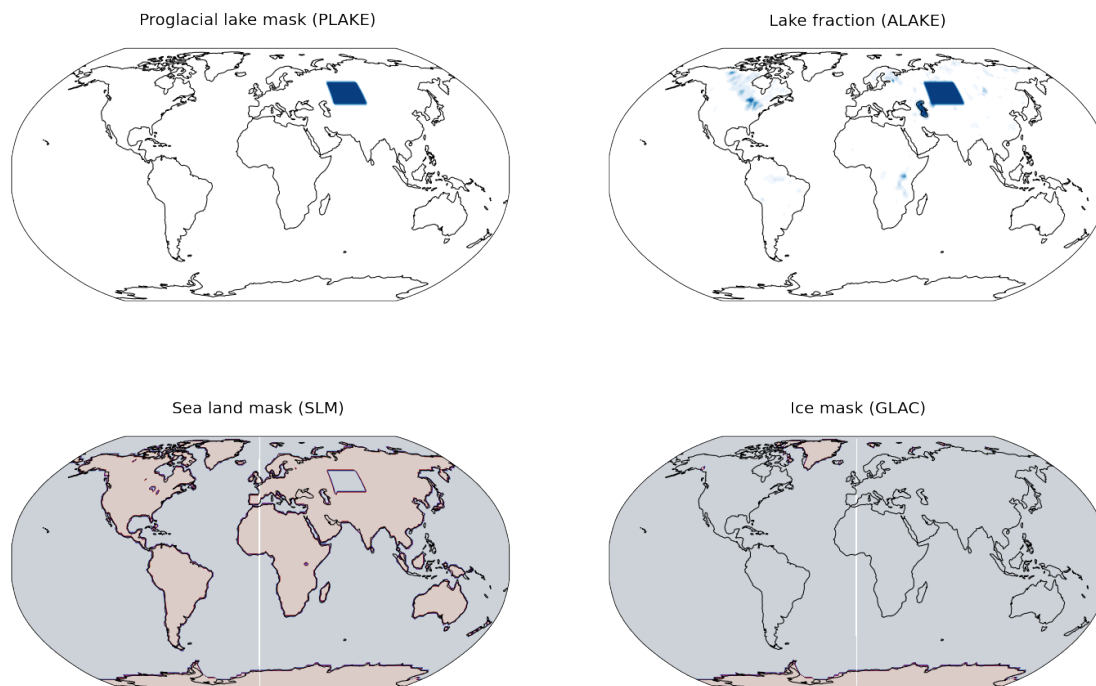 Proglacial lake mask (PLAKE)
Lake fraction (ALAKE)
Sea land mask (SLM)
Ice mask (GLAC)